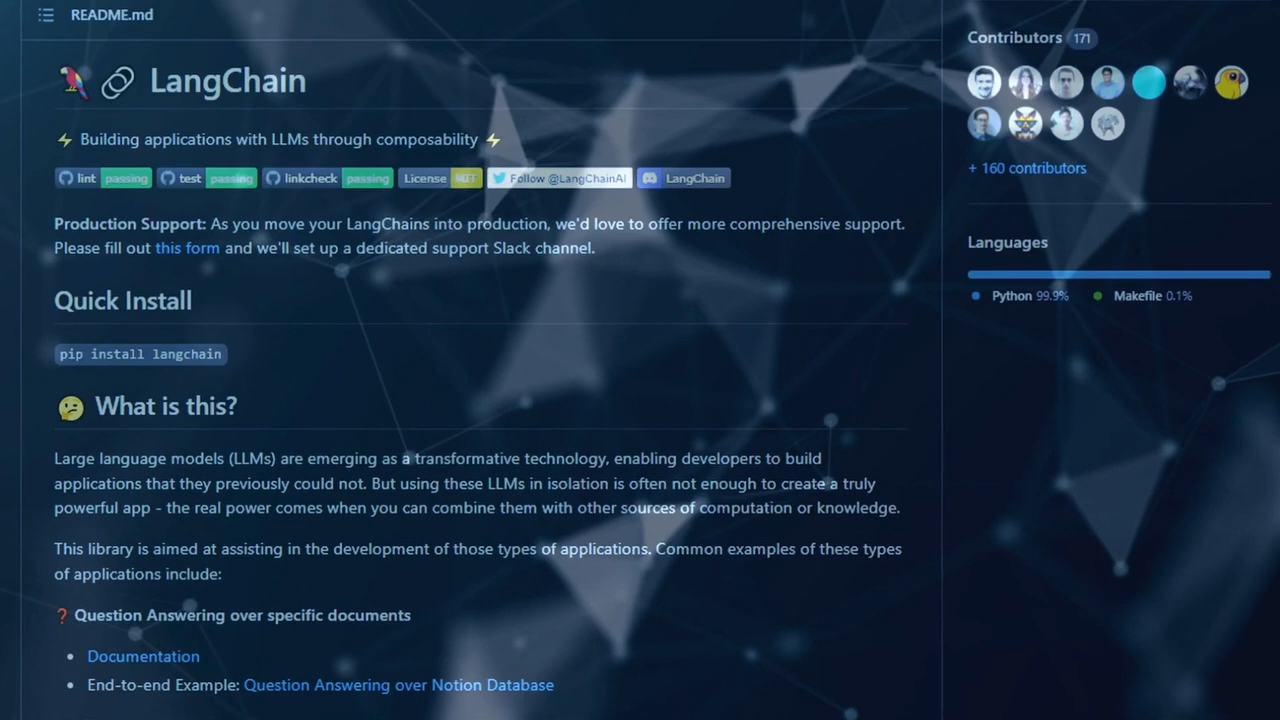 README.md
LangChain
⚡ Building applications with LLMs through composability ⚡
lint passing test passing linkcheck passing License MIT Follow @LangChainAI LangChain
Production Support: As you move your LangChains into production, we'd love to offer more comprehensive support.
Please fill out this form and we'll set up a dedicated support Slack channel.
Quick Install
pip install langchain
What is this?
Large language models (LLMs) are emerging as a transformative technology, enabling developers to build
applications that they previously could not. But using these LLMs in isolation is often not enough to create a truly
powerful app - the real power comes when you can combine them with other sources of computation or knowledge.
This library is aimed at assisting in the development of those types of applications. Common examples of these types
of applications include:
❓ Question Answering over specific documents
• Documentation
• End-to-end Example: Question Answering over Notion Database
Contributors 171
+ 160 contributors
Languages
Python 99.9% Makefile 0.1%